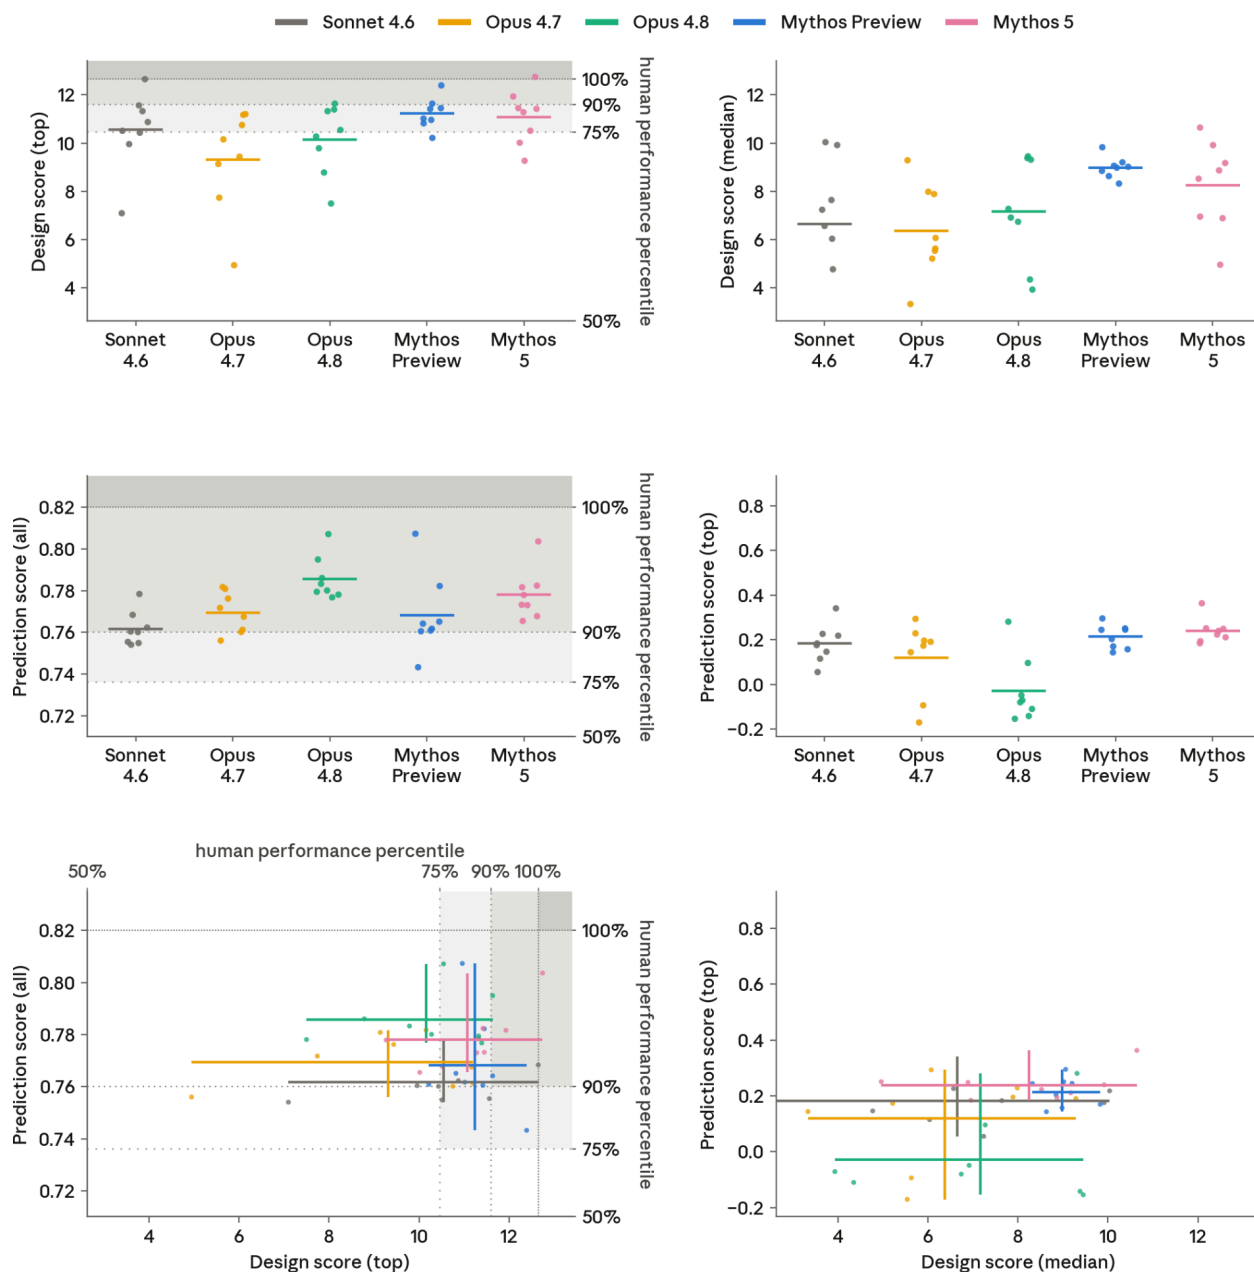 Sonnet 4.6 Opus 4.7 Opus 4.8 Mythos Preview Mythos 5
Design score (top)
12
10
8
6
4
100%
90%
75%
50%
human performance percentile
Sonnet 4.6
Opus 4.7
Opus 4.8
Mythos Preview
Mythos 5
Design score (median)
12
10
8
6
4
Sonnet 4.6
Opus 4.7
Opus 4.8
Mythos Preview
Mythos 5
Prediction score (all)
0.82
0.80
0.78
0.76
0.74
0.72
100%
90%
75%
50%
human performance percentile
Sonnet 4.6
Opus 4.7
Opus 4.8
Mythos Preview
Mythos 5
Prediction score (top)
0.8
0.6
0.4
0.2
0.0
−0.2
Sonnet 4.6
Opus 4.7
Opus 4.8
Mythos Preview
Mythos 5
human performance percentile
50% 75% 90% 100%
Prediction score (all)
0.82
0.80
0.78
0.76
0.74
0.72
100%
90%
75%
50%
human performance percentile
4 6 8 10 12
Design score (top)
Prediction score (top)
0.8
0.6
0.4
0.2
0.0
−0.2
4 6 8 10 12
Design score (median)